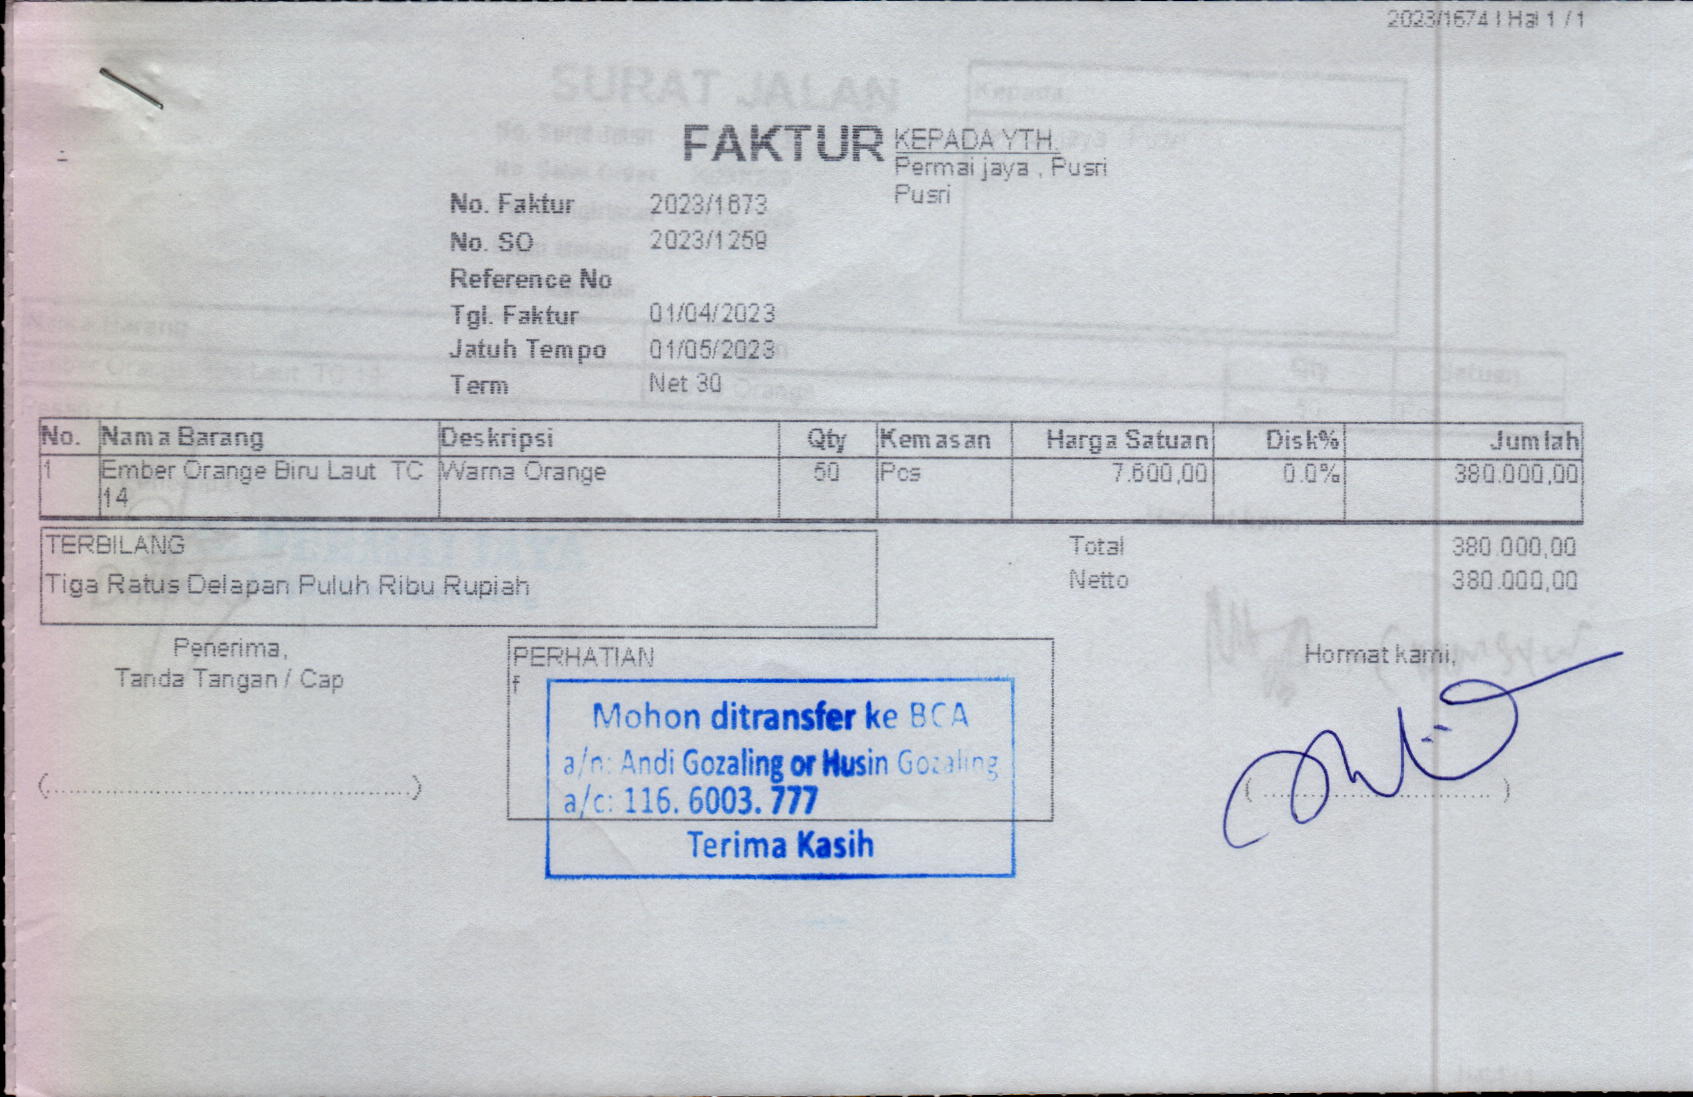 2023/1674 | Hal 1 / 1
FAKTUR
KEPADA YTH.
Permai jaya , Pusri
Pusri
No. Faktur 2023/1673
No. SO 2023/1259
Reference No
Tgl. Faktur 01/04/2023
Jatuh Tempo 01/05/2023
Term Net 30
No. Nama Barang Deskripsi Qty Kemasan Harga Satuan Disk% Jumlah
1 Ember Orange Biru Laut TC Warna Orange 50 Pcs 7.600,00 0.0% 380.000,00
14
TERBILANG
Tiga Ratus Delapan Puluh Ribu Rupiah
Total 380.000,00
Netto 380.000,00
Penerima,
Tanda Tangan / Cap
PERHATIAN
f
Mohon ditransfer ke BCA
a/n: Andi Gozaling or Husin Gozaling
a/c: 116. 6003. 777
Terima Kasih
Hormat kami,
SURAT JALAN
Kepada